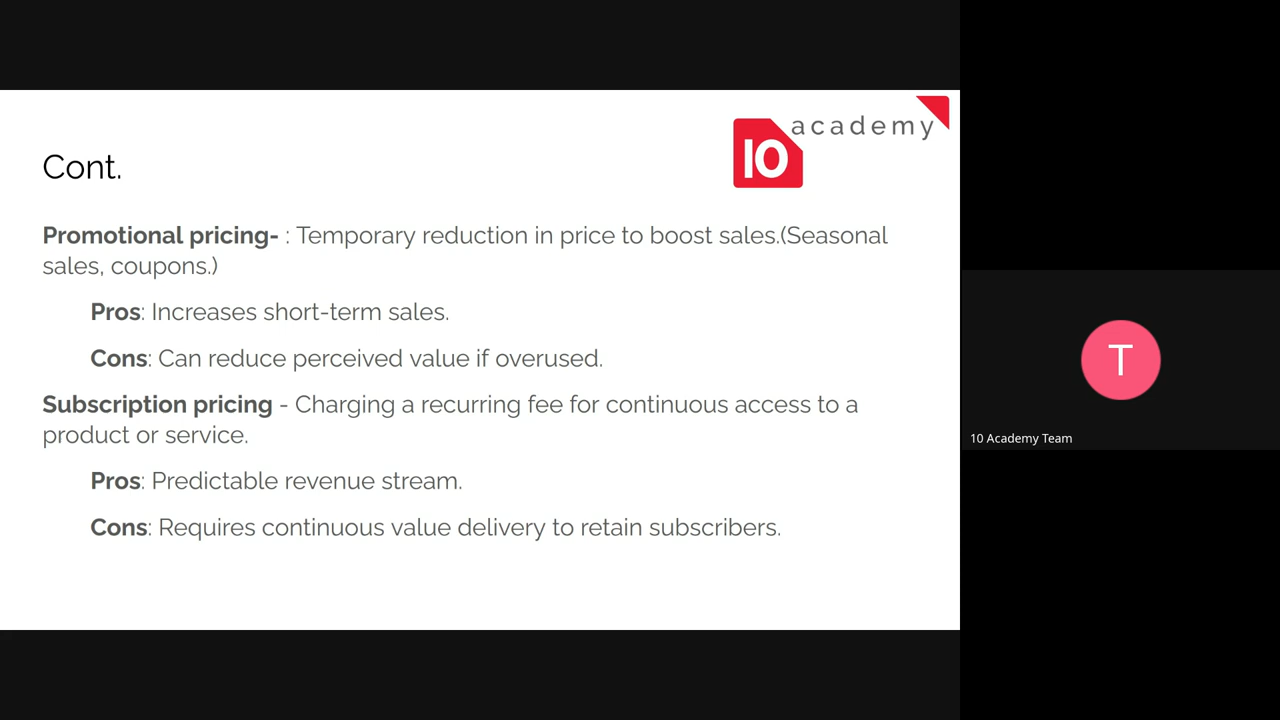 10 academy
Cont.
Promotional pricing- : Temporary reduction in price to boost sales.(Seasonal
sales, coupons.)
Pros: Increases short-term sales.
Cons: Can reduce perceived value if overused.
Subscription pricing - Charging a recurring fee for continuous access to a
product or service.
Pros: Predictable revenue stream.
Cons: Requires continuous value delivery to retain subscribers.
T
10 Academy Team